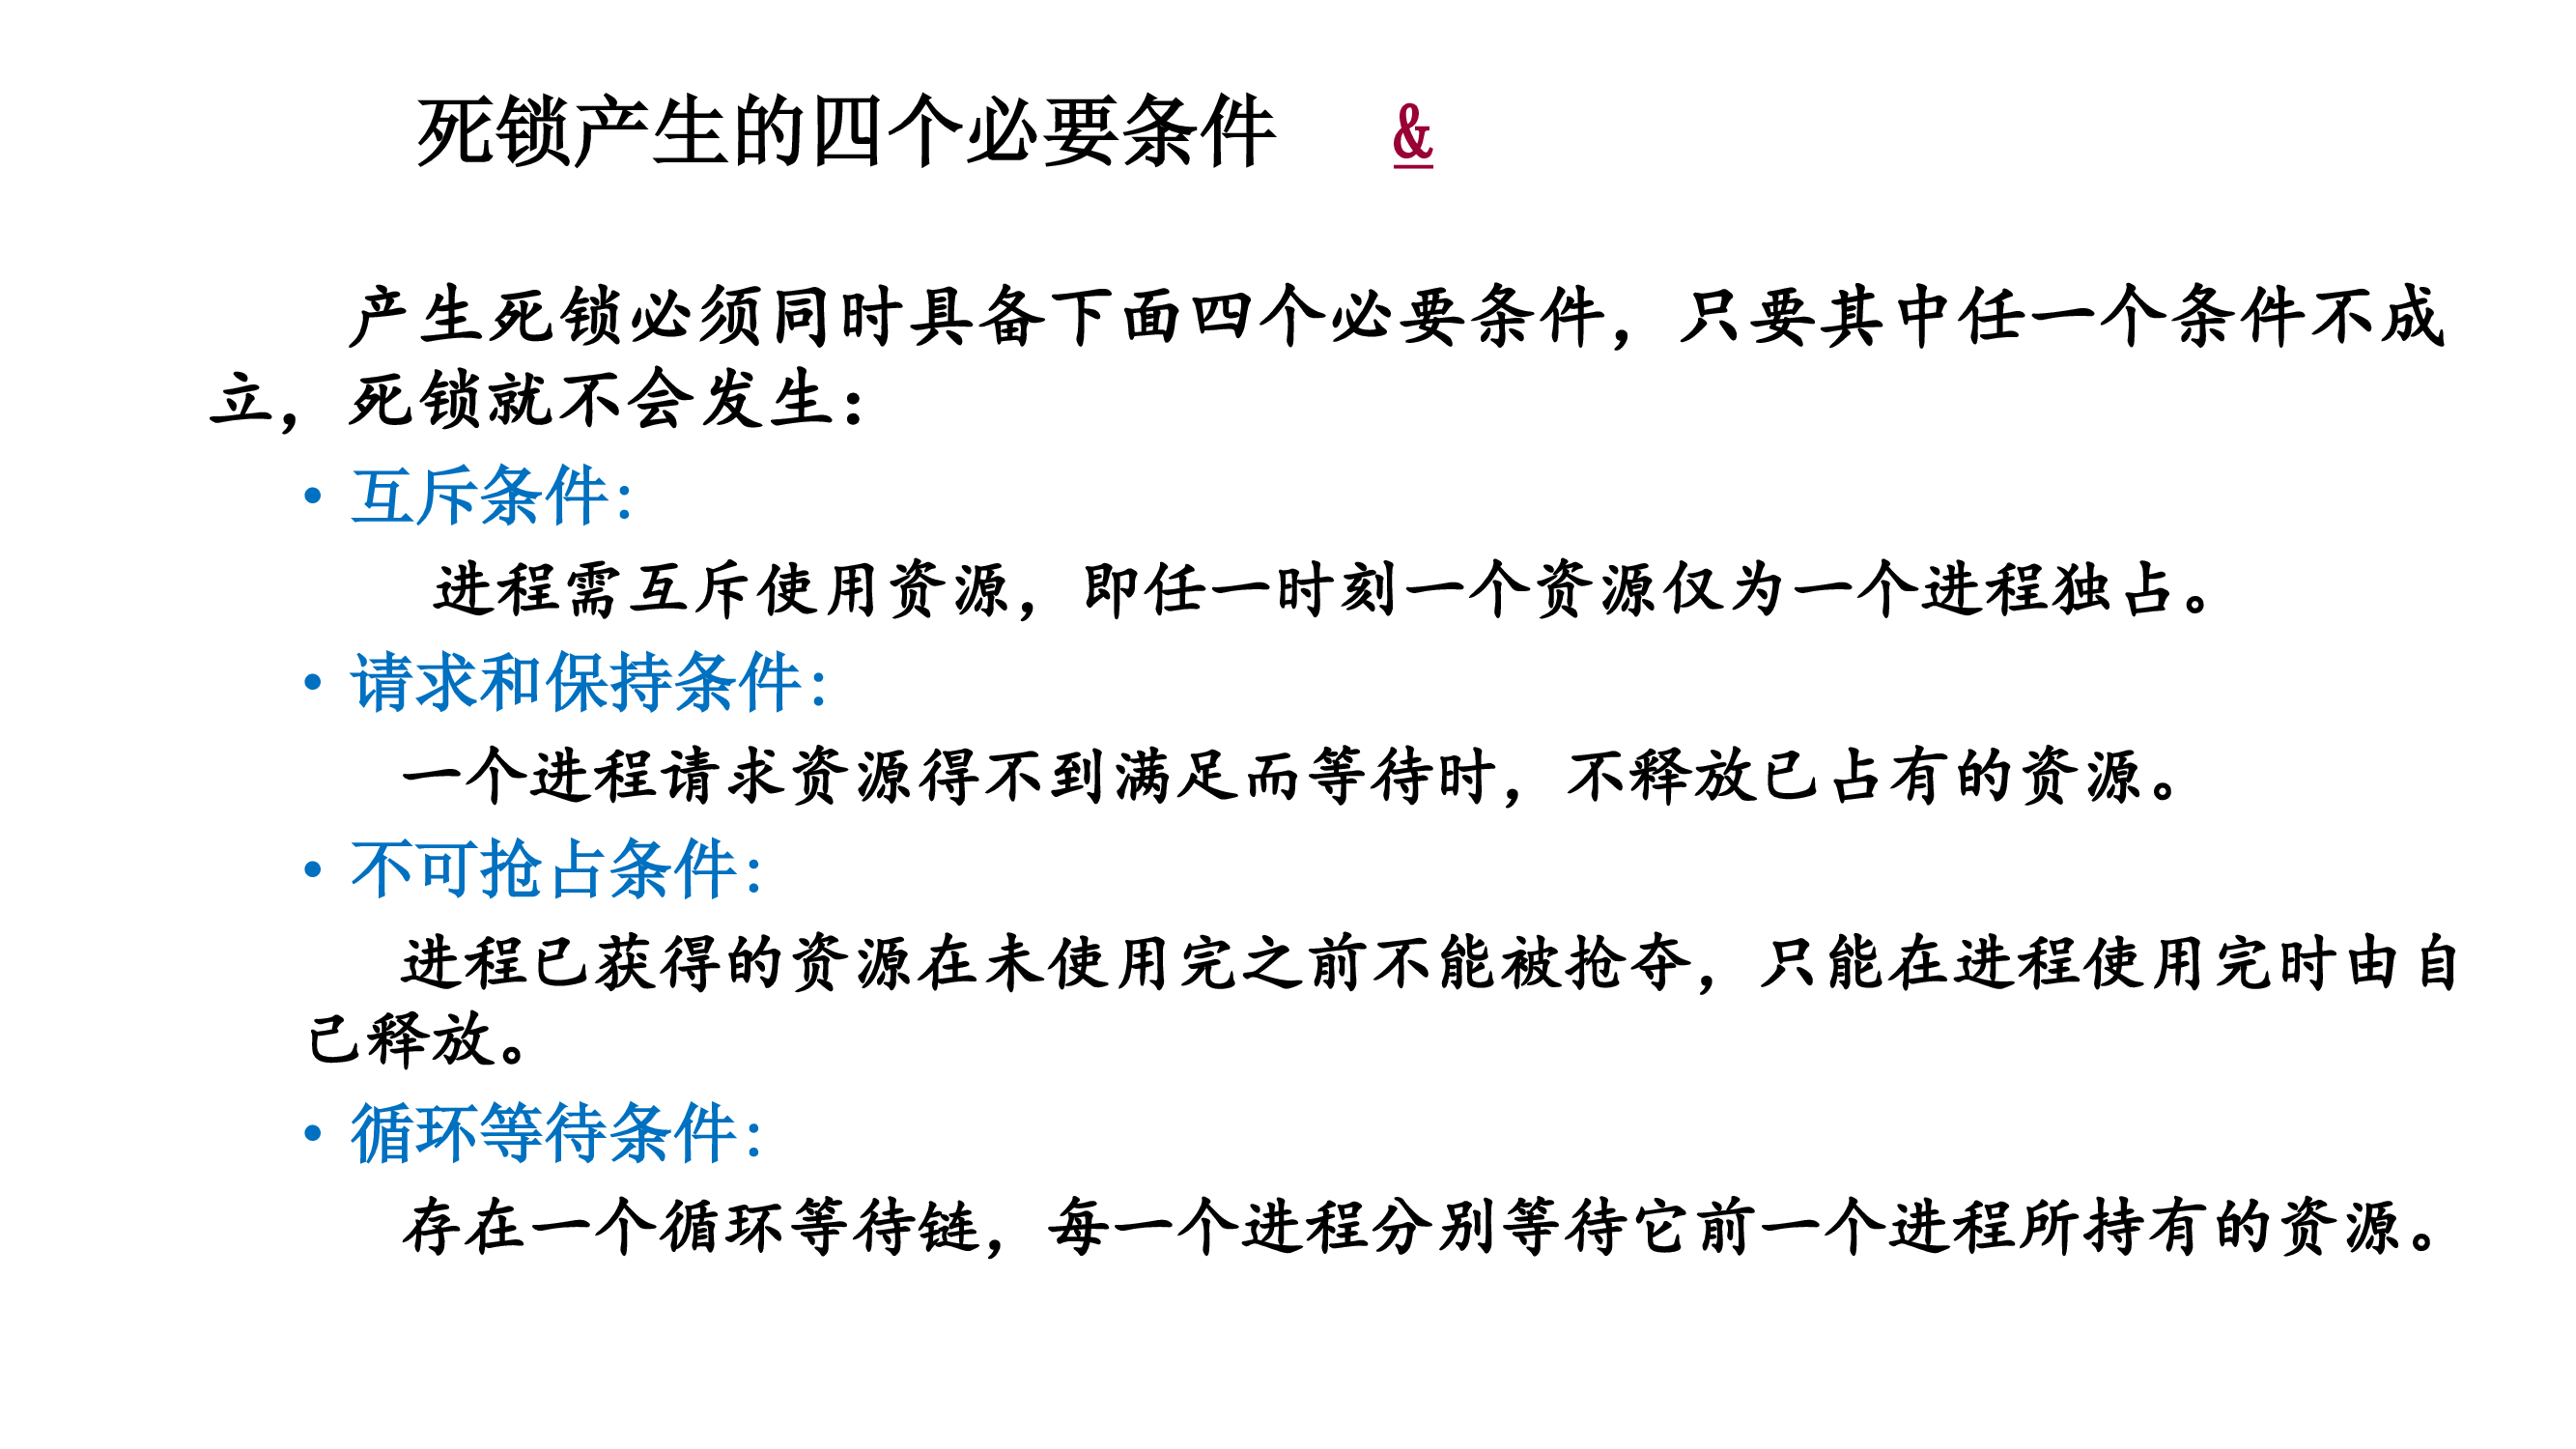 死锁产生的四个必要条件 &
产生死锁必须同时具备下面四个必要条件，只要其中任一个条件不成
立，死锁就不会发生：
• 互斥条件：
进程需互斥使用资源，即任一时刻一个资源仅为一个进程独占。
• 请求和保持条件：
一个进程请求资源得不到满足而等待时，不释放已占有的资源。
• 不可抢占条件：
进程已获得的资源在未使用完之前不能被抢夺，只能在进程使用完时由自
己释放。
• 循环等待条件：
存在一个循环等待链，每一个进程分别等待它前一个进程所持有的资源。